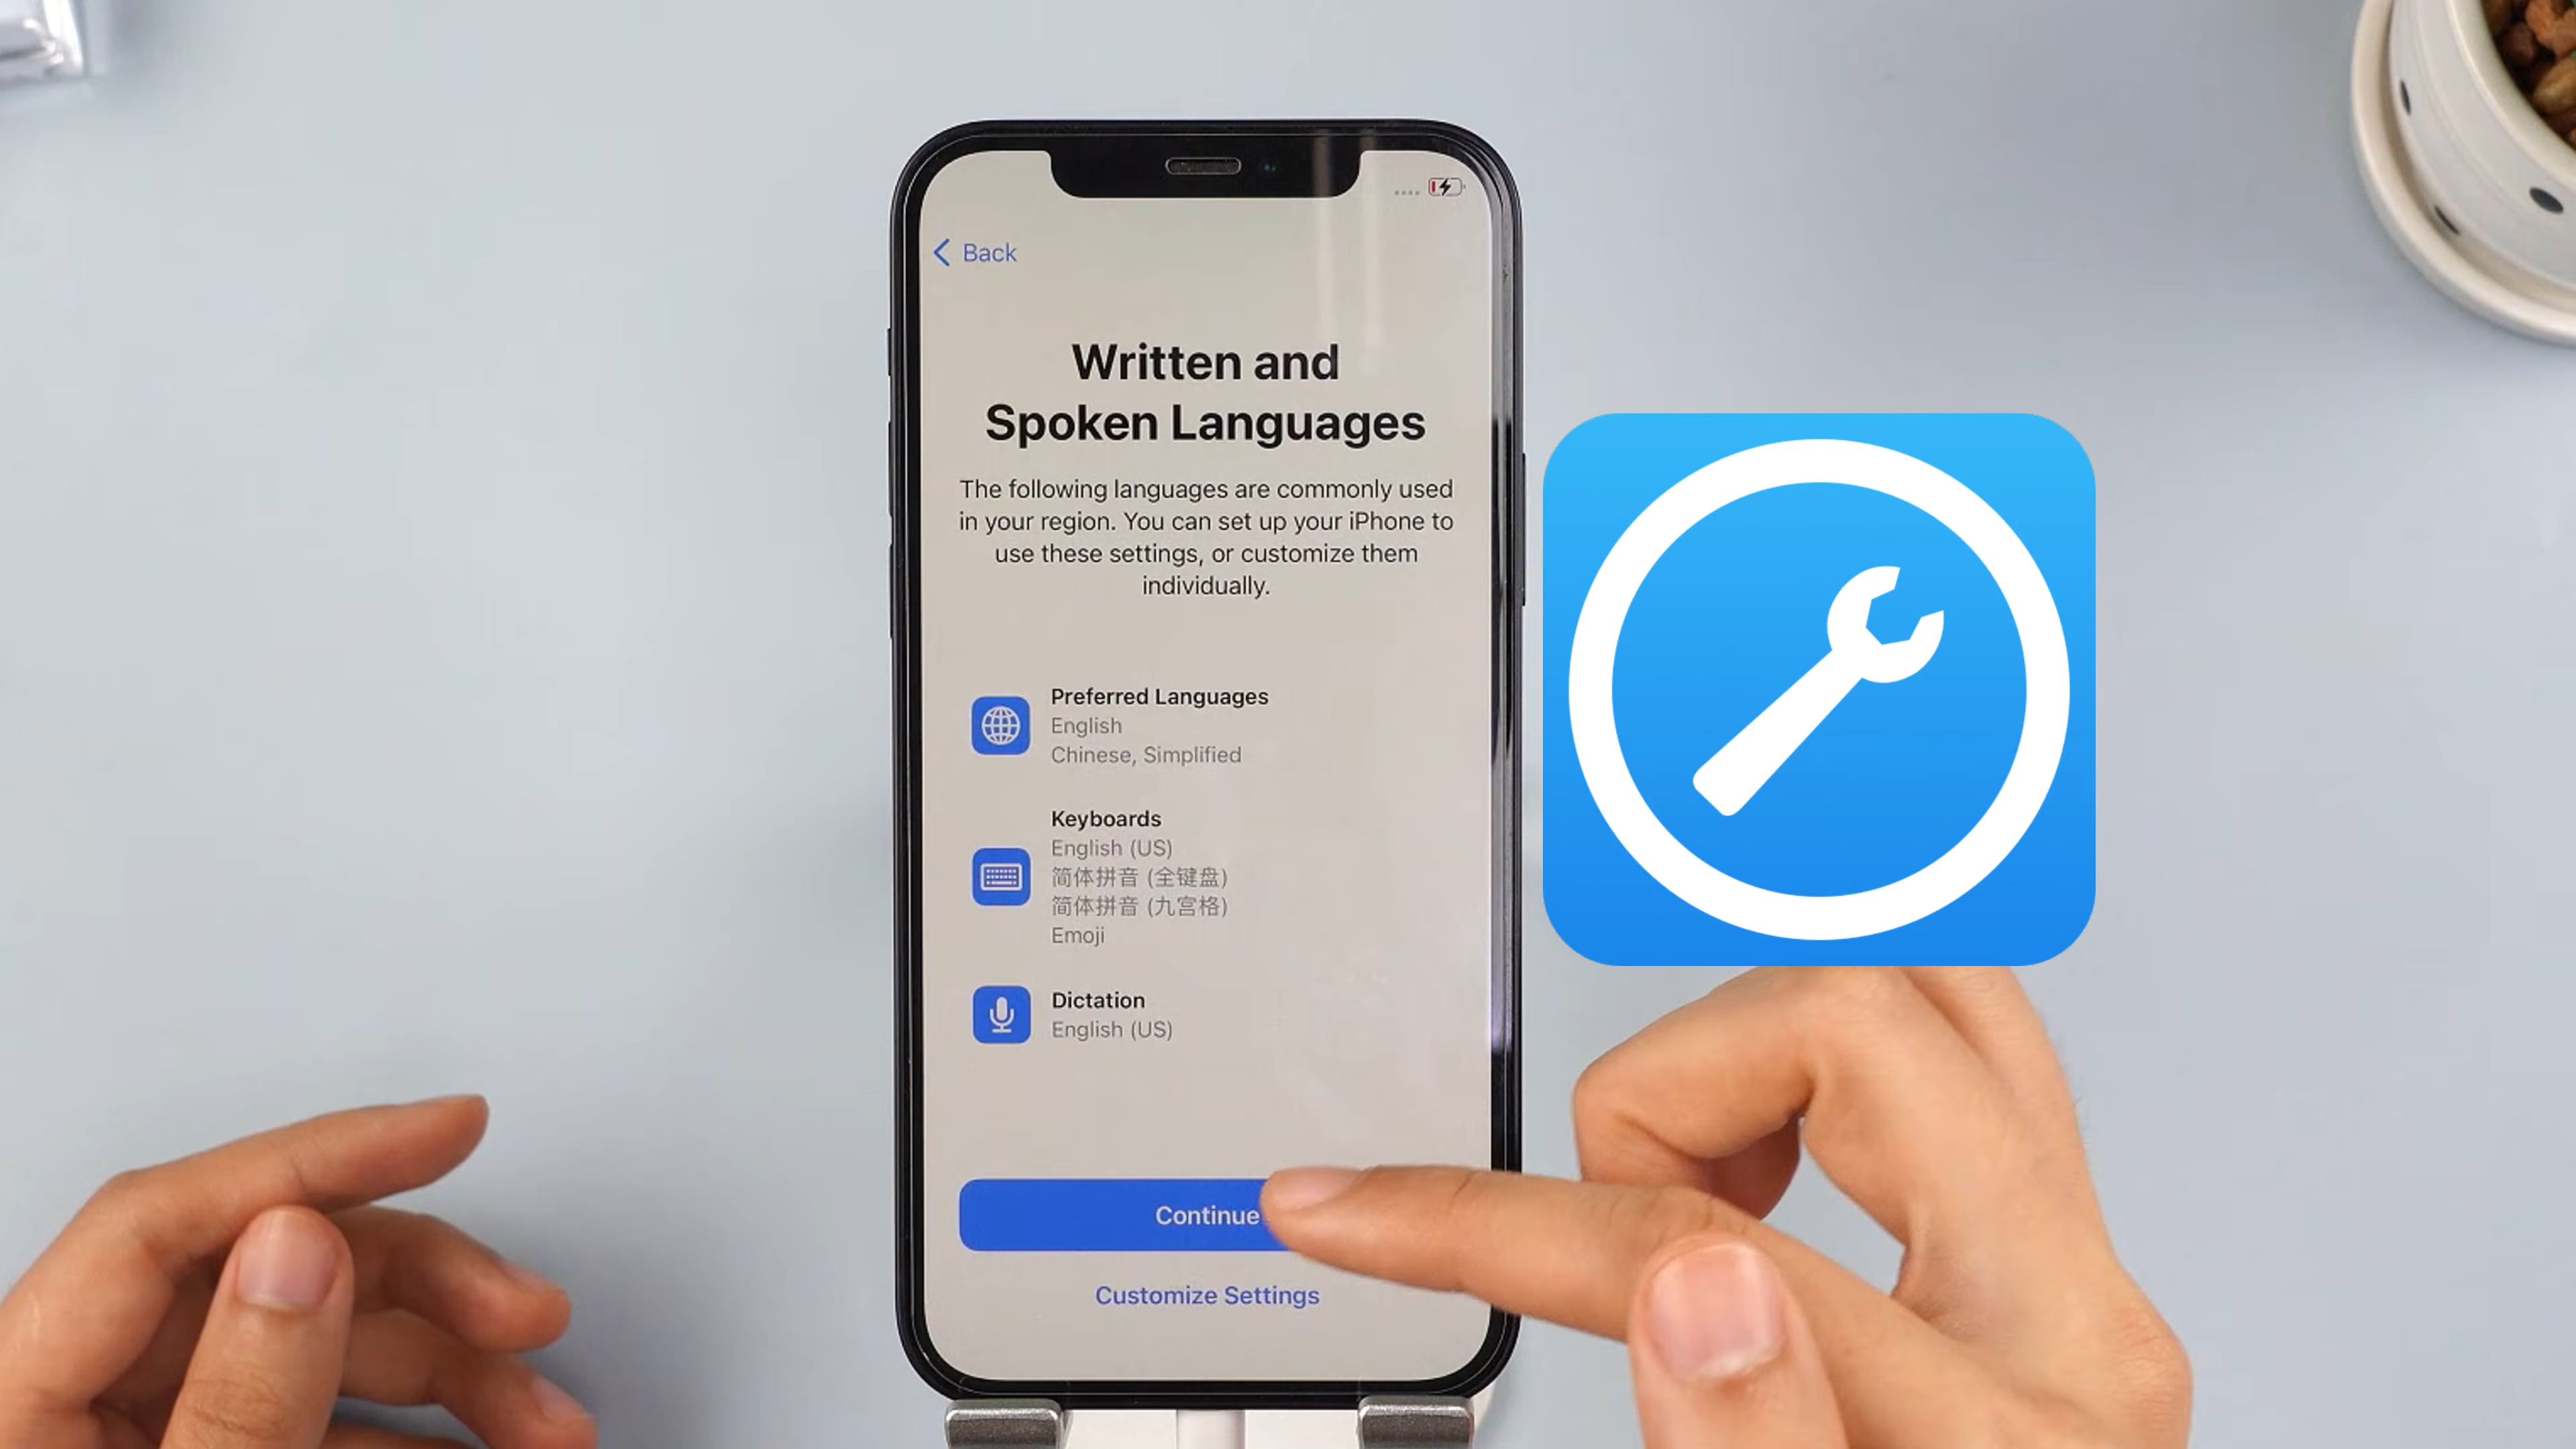 Back
Written and
Spoken Languages
The following languages are commonly used
in your region. You can set up your iPhone to
use these settings, or customize them
individually.
Preferred Languages
English
Chinese, Simplified
Keyboards
English (US)
简体拼音 (全键盘)
简体拼音 (九宫格)
Emoji
Dictation
English (US)
Continue
Customize Settings